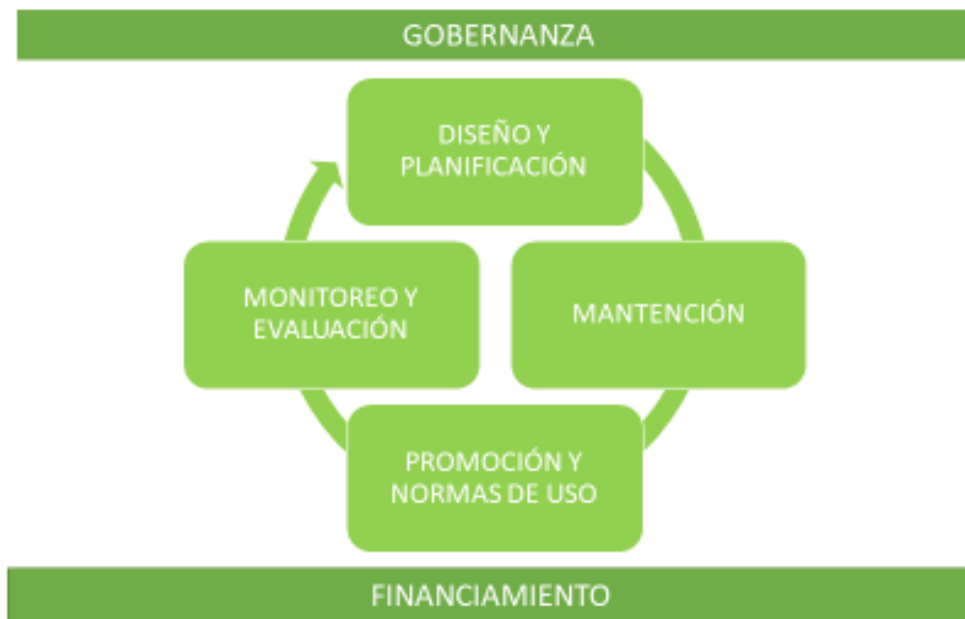 GOBERNANZA
DISEÑO Y
PLANIFICACIÓN
MONITOREO Y
EVALUACIÓN
MANTENCIÓN
PROMOCIÓN Y
NORMAS DE USO
FINANCIAMIENTO